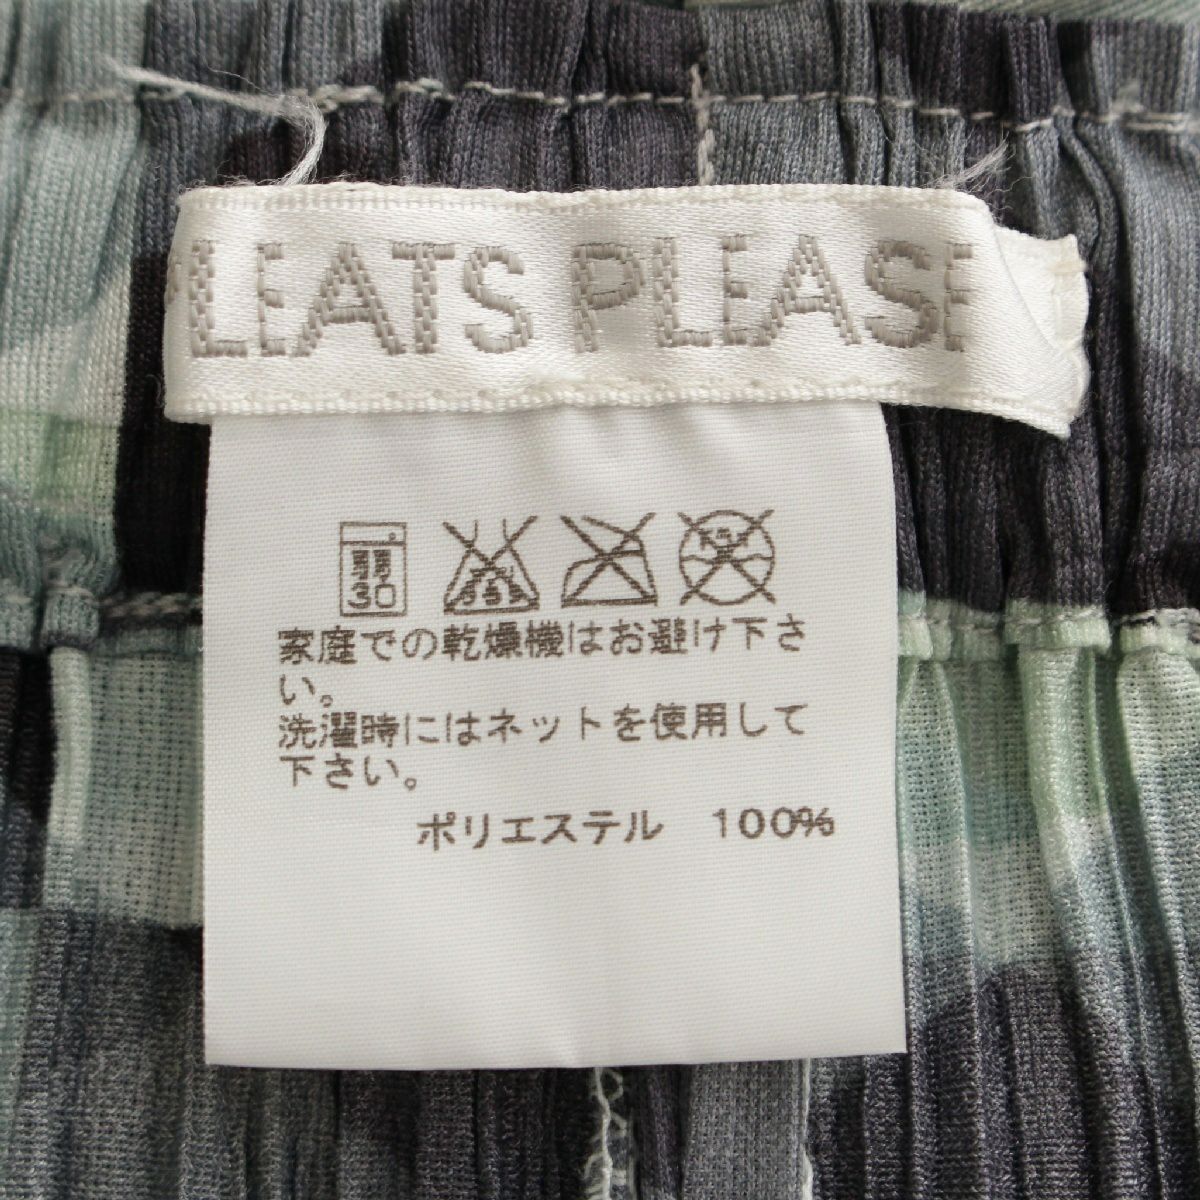 PLEATS PLEASE
弱
30
家庭での乾燥機はお避け下さ
い。
洗濯時にはネットを使用して
下さい。
ポリエステル 100%